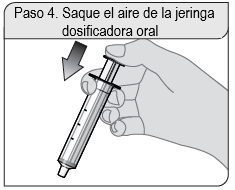 Paso 4. Saque el aire de la jeringa
dosificadora oral